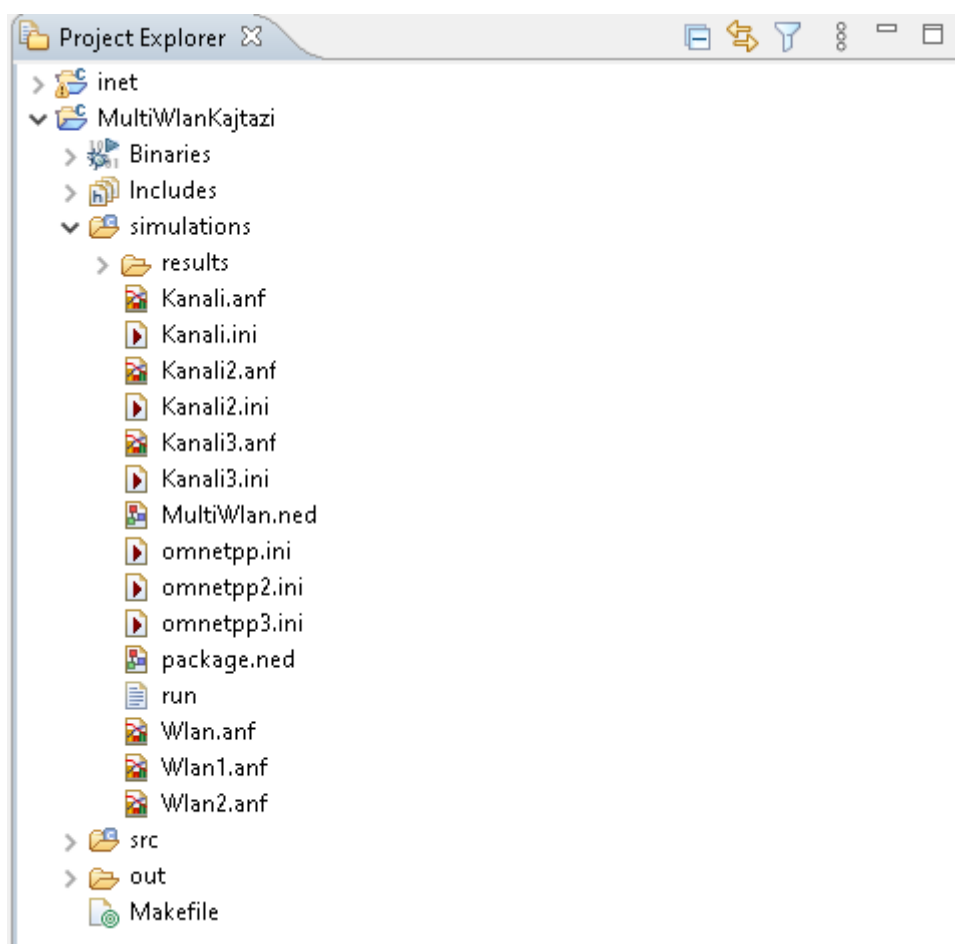 Project Explorer
inet
MultiWlanKajtazi
Binaries
Includes
simulations
results
Kanali.anf
Kanali.ini
Kanali2.anf
Kanali2.ini
Kanali3.anf
Kanali3.ini
MultiWlan.ned
omnetpp.ini
omnetpp2.ini
omnetpp3.ini
package.ned
run
Wlan.anf
Wlan1.anf
Wlan2.anf
src
out
Makefile